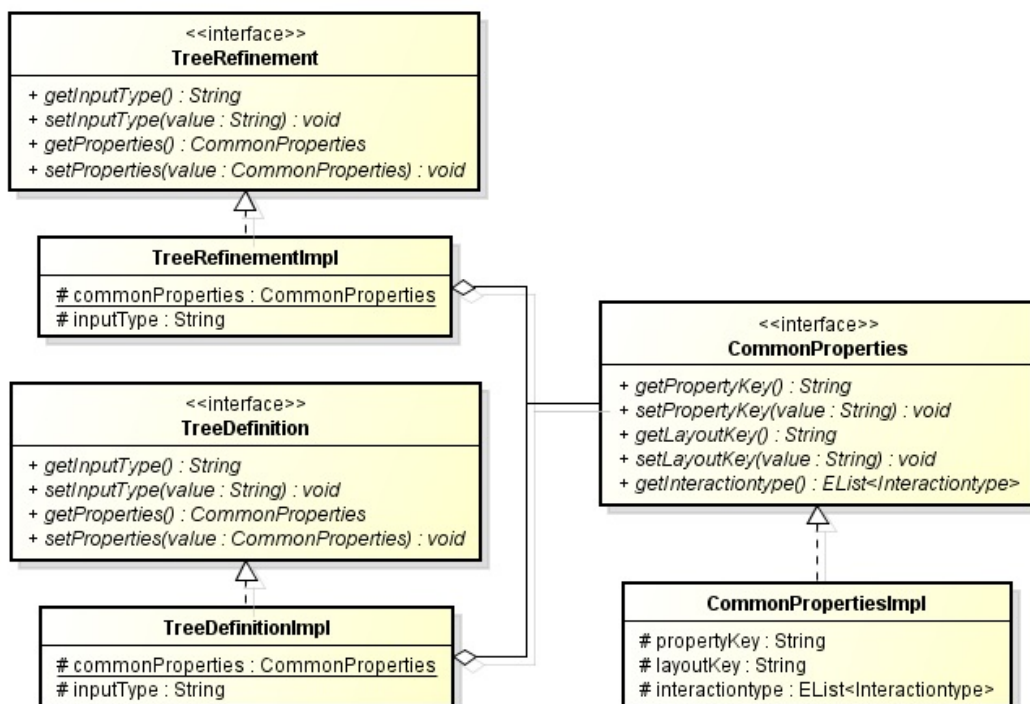 <<interface>>
TreeRefinement
+ getInputType() : String
+ setInputType(value : String) : void
+ getProperties() : CommonProperties
+ setProperties(value : CommonProperties) : void
TreeRefinementImpl
# commonProperties : CommonProperties
# inputType : String
<<interface>>
TreeDefinition
+ getInputType() : String
+ setInputType(value : String) : void
+ getProperties() : CommonProperties
+ setProperties(value : CommonProperties) : void
TreeDefinitionImpl
# commonProperties : CommonProperties
# inputType : String
<<interface>>
CommonProperties
+ getPropertyKey() : String
+ setPropertyKey(value : String) : void
+ getLayoutKey() : String
+ setLayoutKey(value : String) : void
+ getInteractiontype() : EList<Interactiontype>
CommonPropertiesImpl
# propertyKey : String
# layoutKey : String
# interactiontype : EList<Interactiontype>